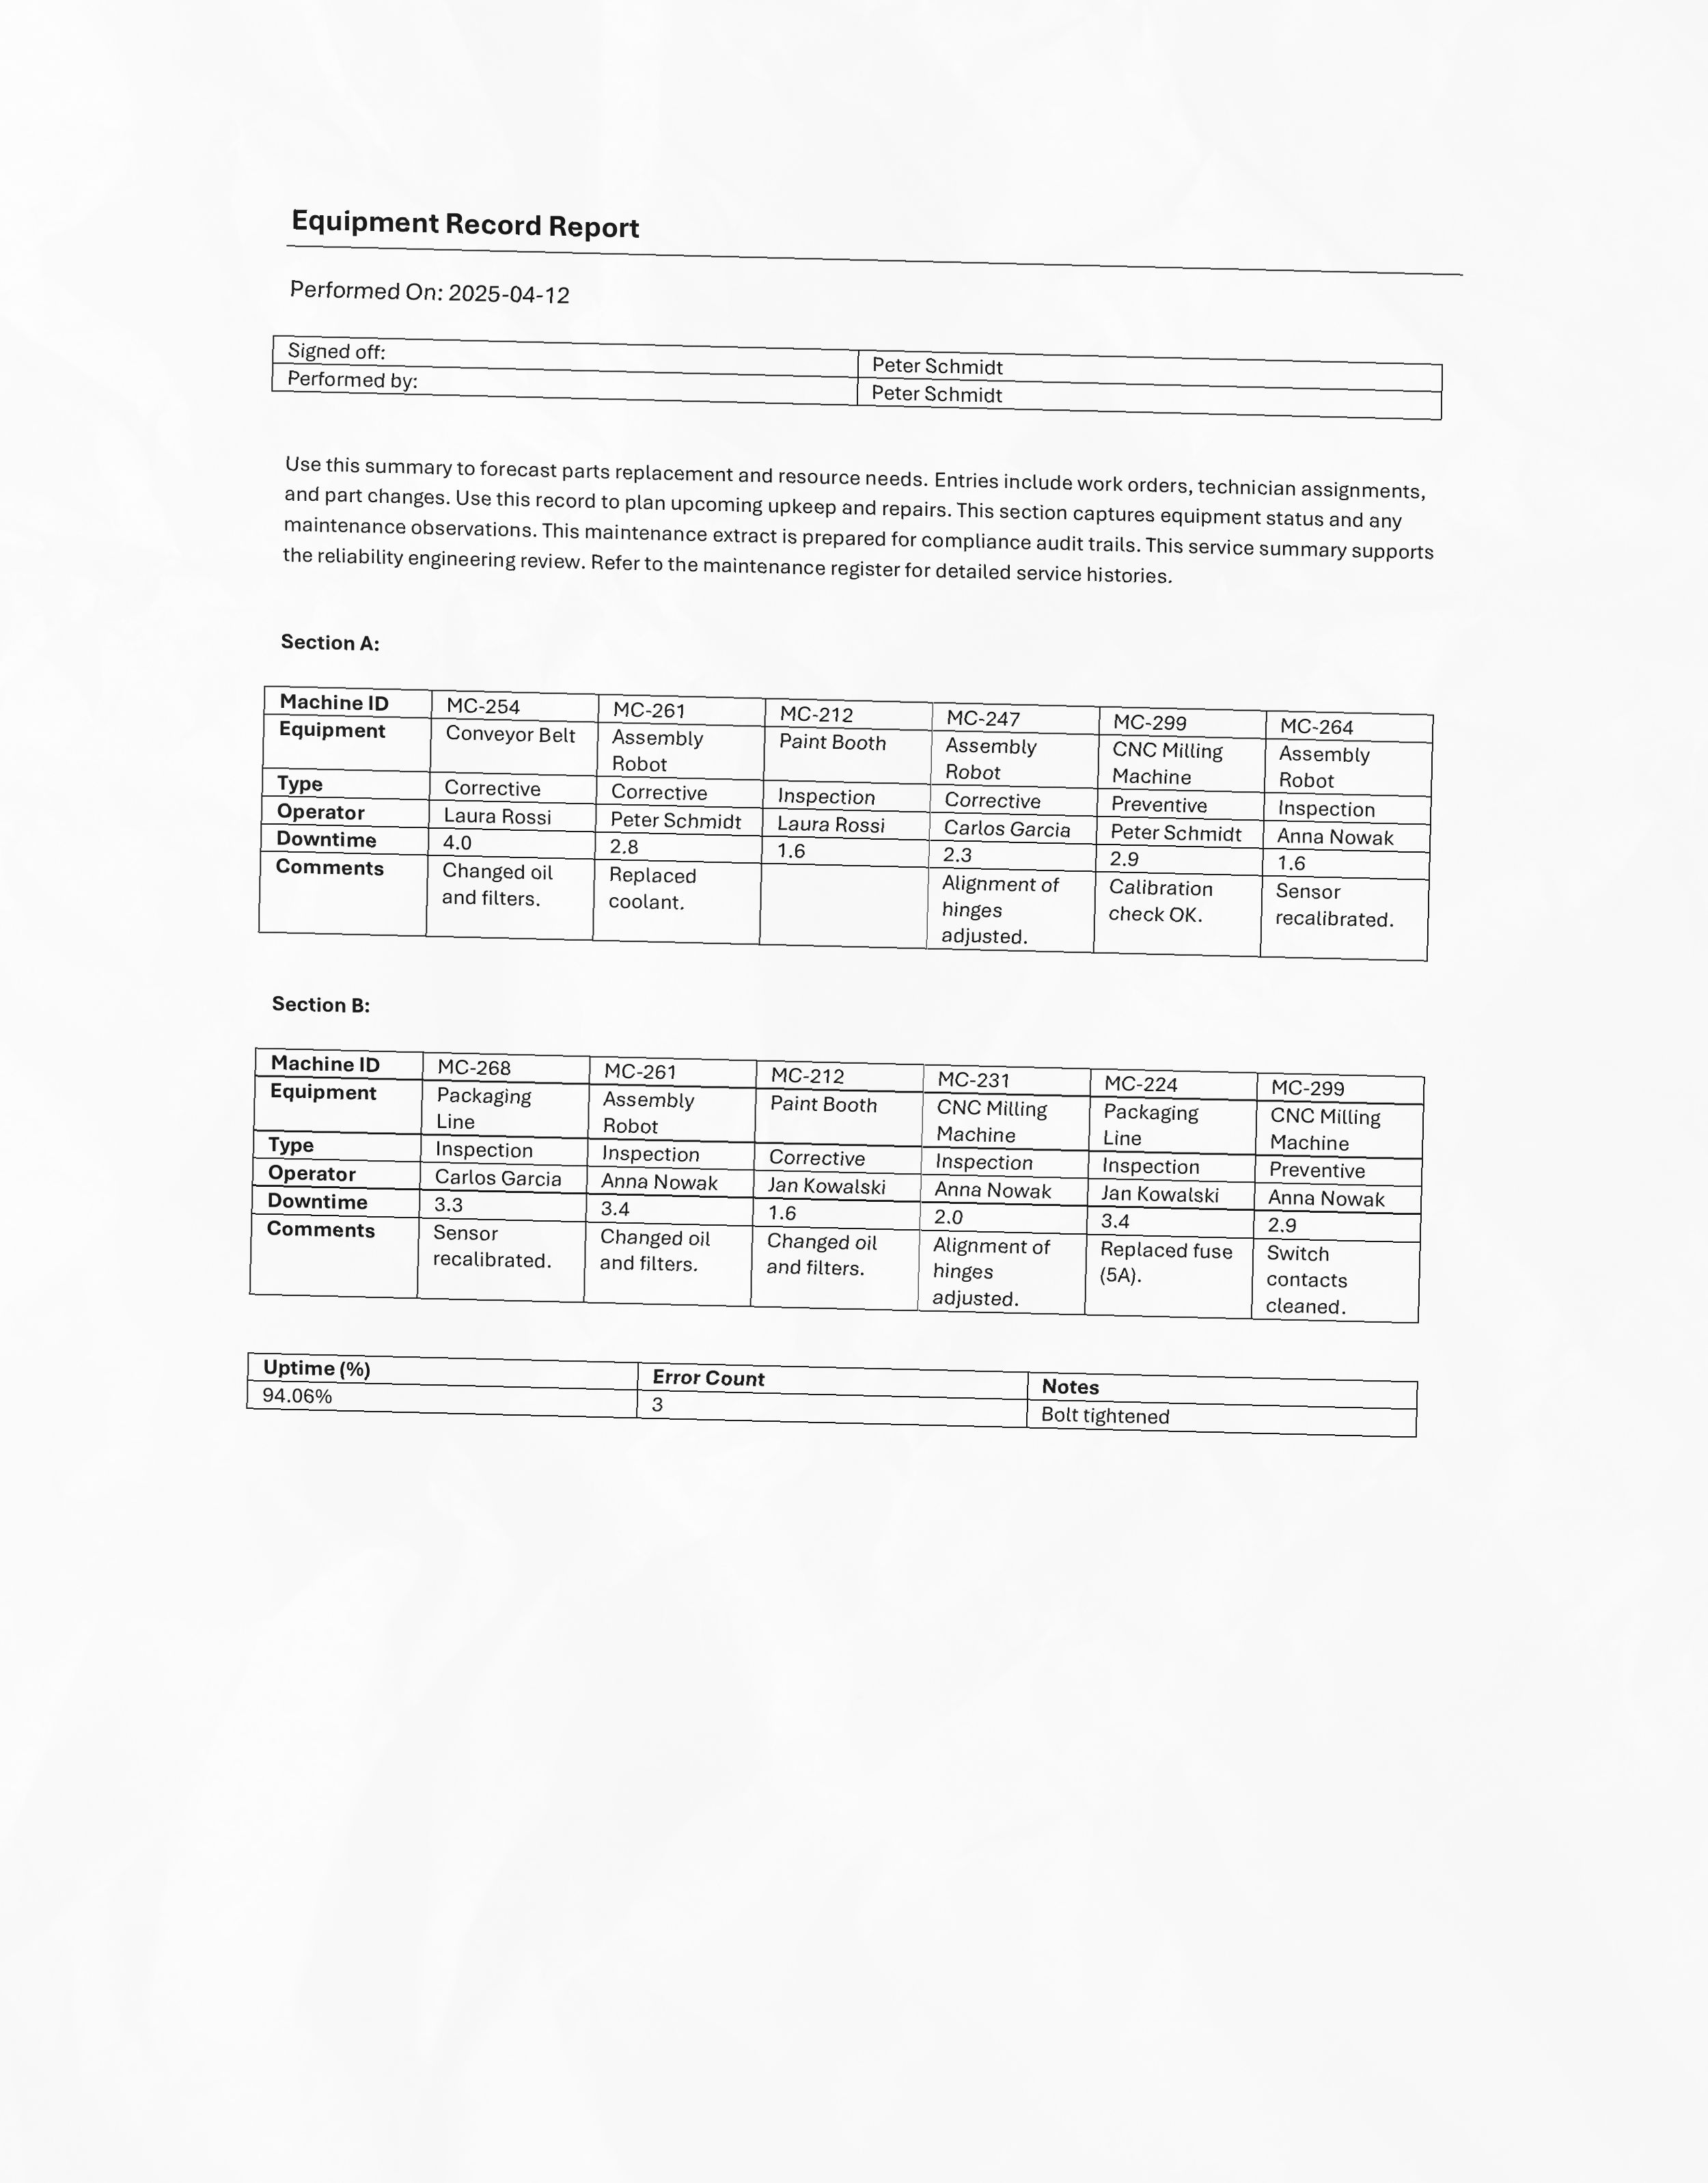 Equipment Record Report
Performed On: 2025-04-12
Signed off: Peter Schmidt
Performed by: Peter Schmidt
Use this summary to forecast parts replacement and resource needs. Entries include work orders, technician assignments,
and part changes. Use this record to plan upcoming upkeep and repairs. This section captures equipment status and any
maintenance observations. This maintenance extract is prepared for compliance audit trails. This service summary supports
the reliability engineering review. Refer to the maintenance register for detailed service histories.
Section A:
Machine ID MC-254 MC-261 MC-212 MC-247 MC-299 MC-264
Equipment Conveyor Belt Assembly Paint Booth Assembly CNC Milling Assembly
Robot Robot Machine Robot
Type Corrective Corrective Inspection Corrective Preventive Inspection
Operator Laura Rossi Peter Schmidt Laura Rossi Carlos Garcia Peter Schmidt Anna Nowak
Downtime 4.0 2.8 1.6 2.3 2.9 1.6
Comments Changed oil Replaced Alignment of Calibration Sensor
and filters. coolant. hinges check OK. recalibrated.
adjusted.
Section B:
Machine ID MC-268 MC-261 MC-212 MC-231 MC-224 MC-299
Equipment Packaging Assembly Paint Booth CNC Milling Packaging CNC Milling
Line Robot Machine Line Machine
Type Inspection Inspection Corrective Inspection Inspection Preventive
Operator Carlos Garcia Anna Nowak Jan Kowalski Anna Nowak Jan Kowalski Anna Nowak
Downtime 3.3 3.4 1.6 2.0 3.4 2.9
Comments Sensor Changed oil Changed oil Alignment of Replaced fuse Switch
recalibrated. and filters. and filters. hinges (5A). contacts
adjusted. cleaned.
Uptime (%) Error Count Notes
94.06% 3 Bolt tightened